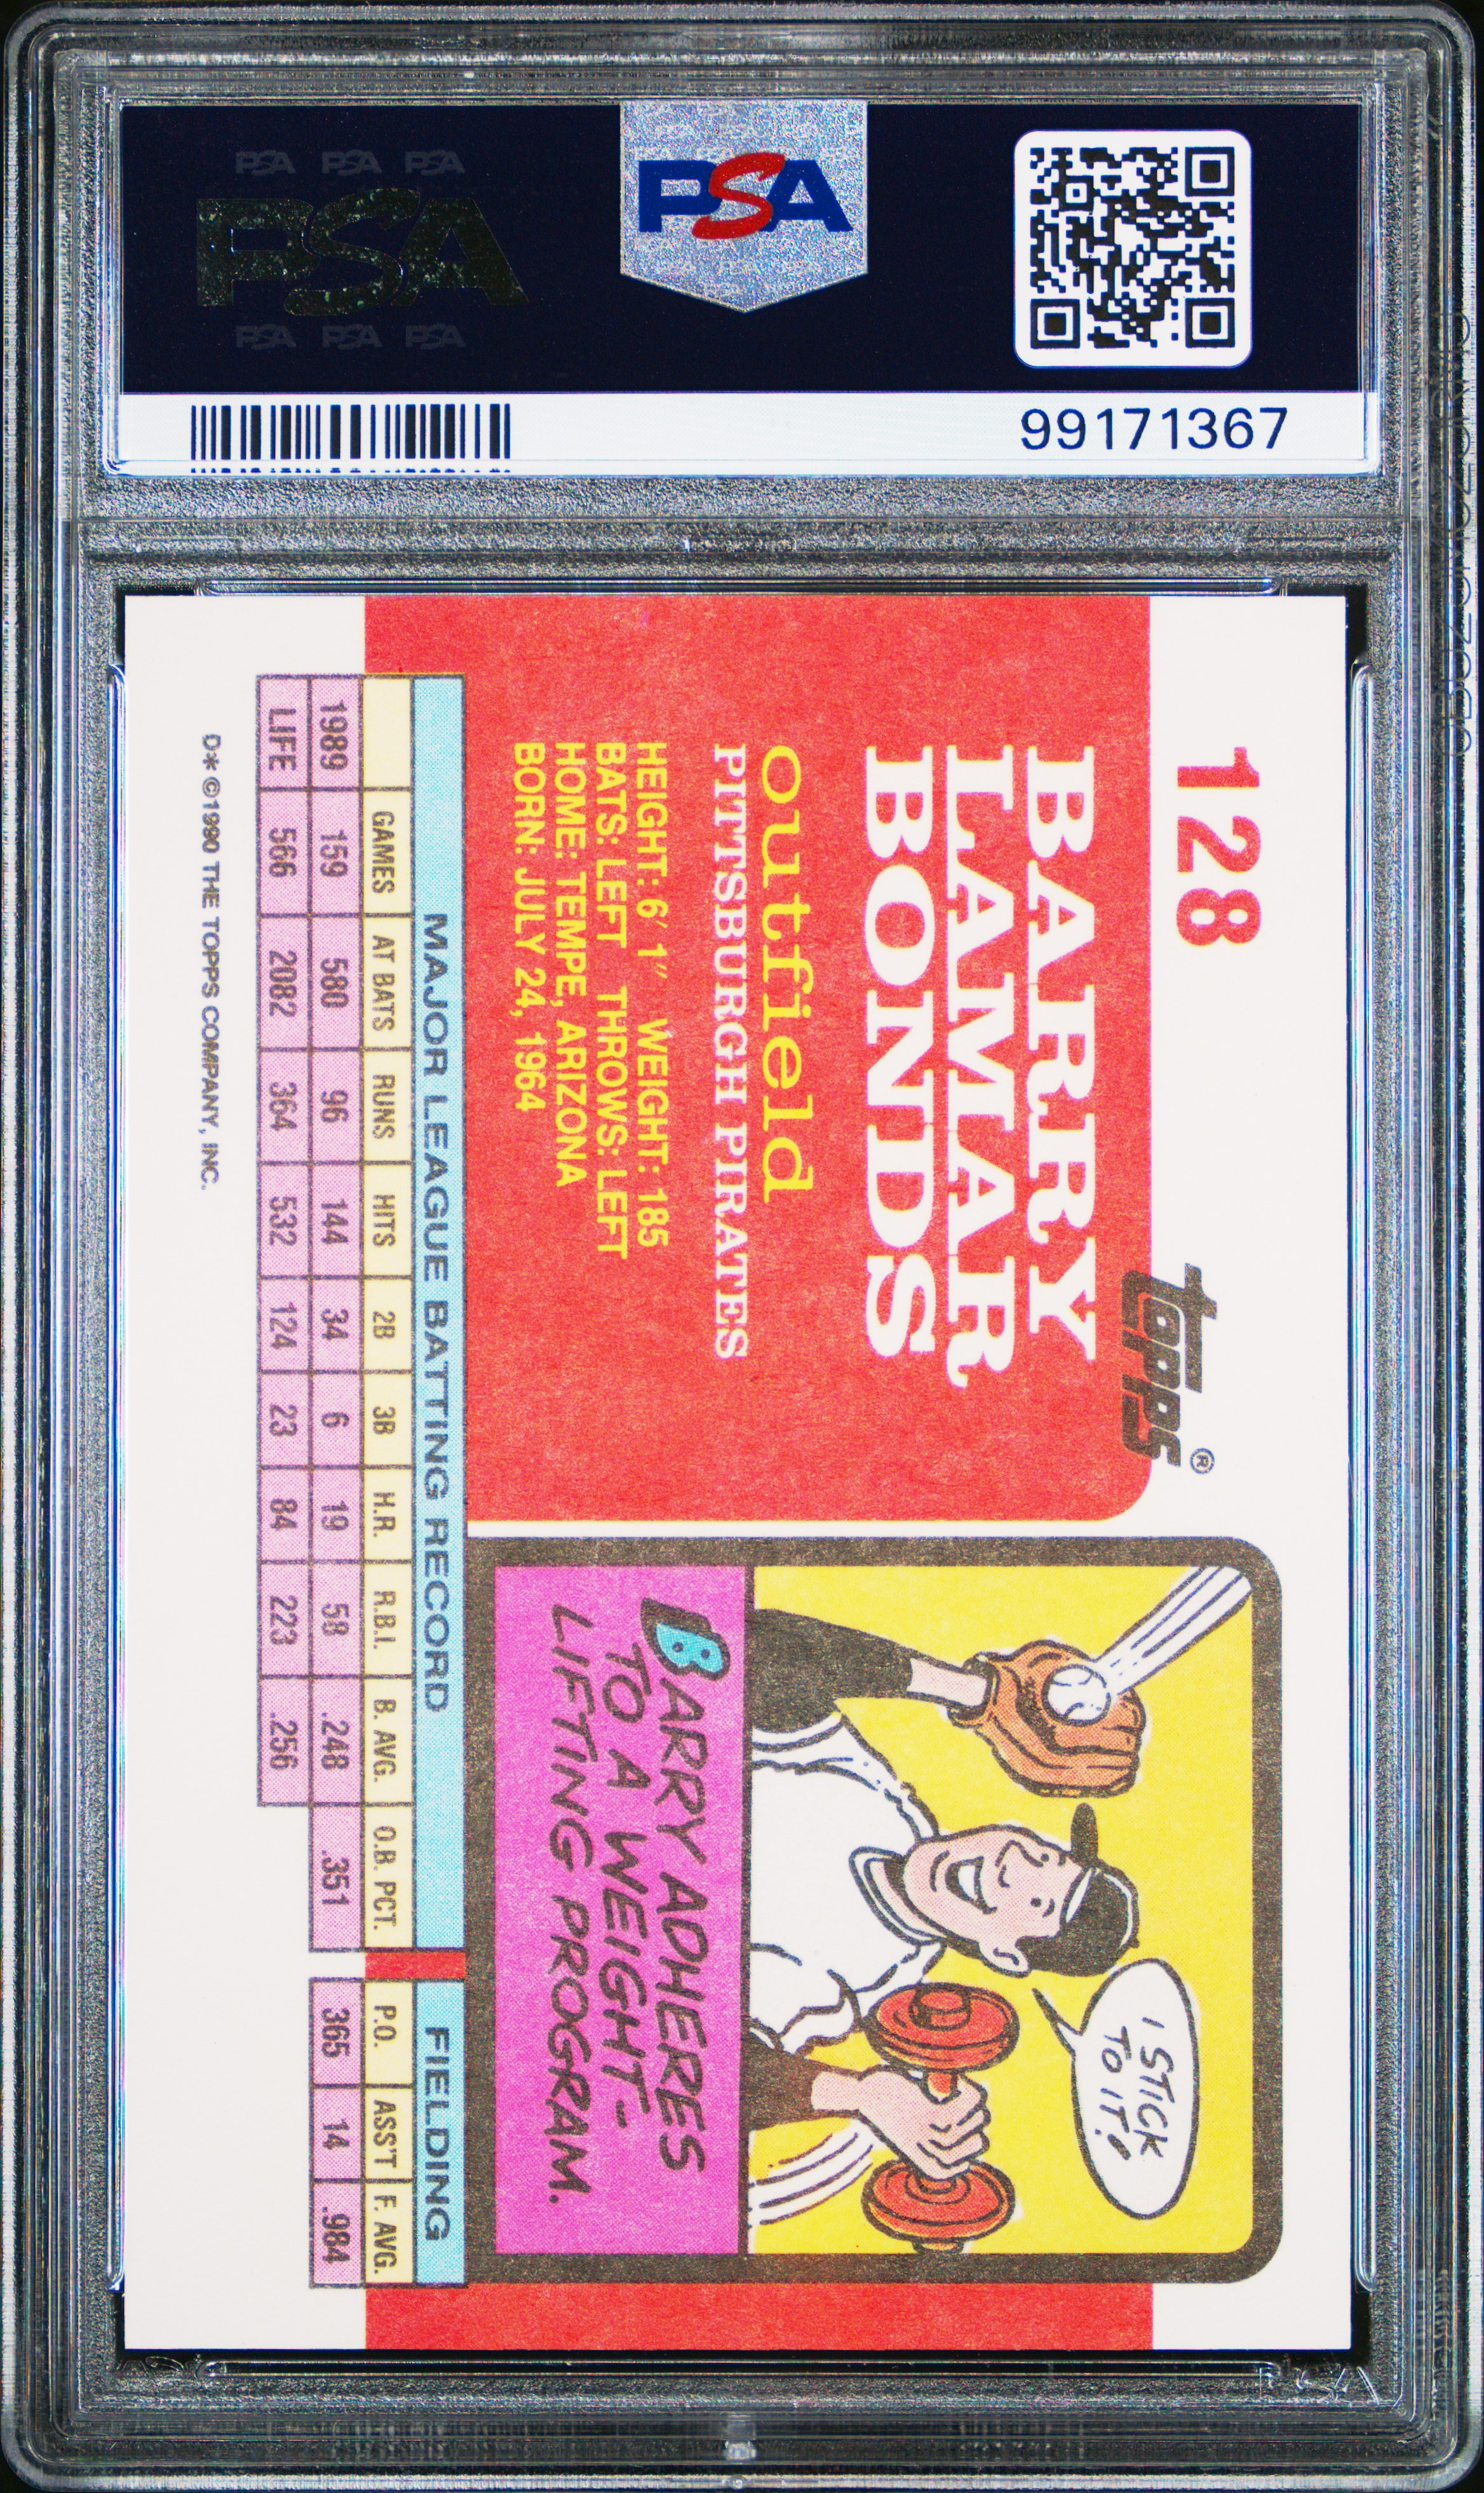 PSA PSA PSA
PSA
PSA PSA PSA
PSA
99171367
128
topps®
BARRY
LAMAR
BONDS
outfield
PITTSBURGH PIRATES
HEIGHT: 6' 1" WEIGHT: 185
BATS: LEFT THROWS: LEFT
HOME: TEMPE, ARIZONA
BORN: JULY 24, 1964
I STICK
TO IT!
BARRY ADHERES
TO A WEIGHT-
LIFTING PROGRAM.
MAJOR LEAGUE BATTING RECORD FIELDING
GAMES AT BATS RUNS HITS 2B 3B H.R. R.B.I. B. AVG. O.B. PCT. P.O. ASS'T F. AVG.
1989 159 580 96 144 34 6 19 58 .248 .351 365 14 .984
LIFE 566 2082 364 532 124 23 84 223 .256
D* ©1990 THE TOPPS COMPANY, INC.
PSA